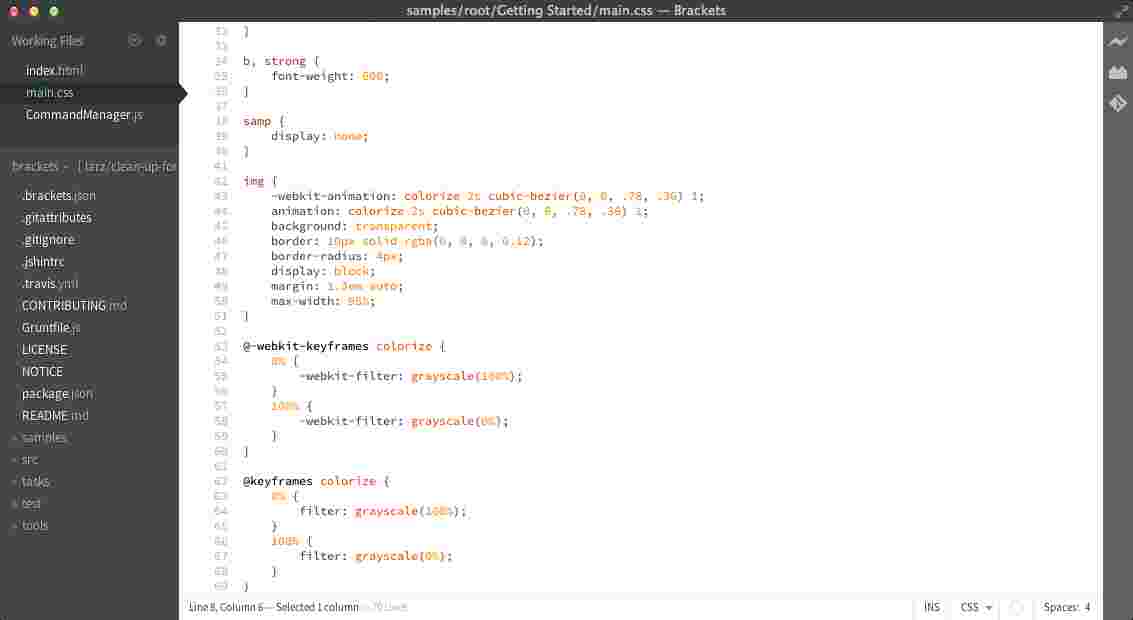 samples/root/Getting Started/main.css — Brackets
Working Files
index.html
main.css
CommandManager.js
brackets
.brackets.json
.gitattributes
.gitignore
.jshintrc
.travis.yml
CONTRIBUTING.md
Gruntfile.js
LICENSE
NOTICE
package.json
README.md
samples
src
tasks
test
tools
32 }
33
34 b, strong {
35 font-weight: 600;
36 }
37
38 samp {
39 display: none;
40 }
41
42 img {
43 -webkit-animation: colorize 2s cubic-bezier(0, 0, .78, .36) 1;
44 animation: colorize 2s cubic-bezier(0, 0, .78, .36) 1;
45 background: transparent;
46 border: 10px solid rgba(0, 0, 0, 0.12);
47 border-radius: 4px;
48 display: block;
49 margin: 1.3em auto;
50 max-width: 95%;
51 }
52
53 @-webkit-keyframes colorize {
54 0% {
55 -webkit-filter: grayscale(100%);
56 }
57 100% {
58 -webkit-filter: grayscale(0%);
59 }
60 }
61
62 @keyframes colorize {
63 0% {
64 filter: grayscale(100%);
65 }
66 100% {
67 filter: grayscale(0%);
68 }
69 }
Line 8, Column 6 — Selected 1 column
INS CSS Spaces: 4